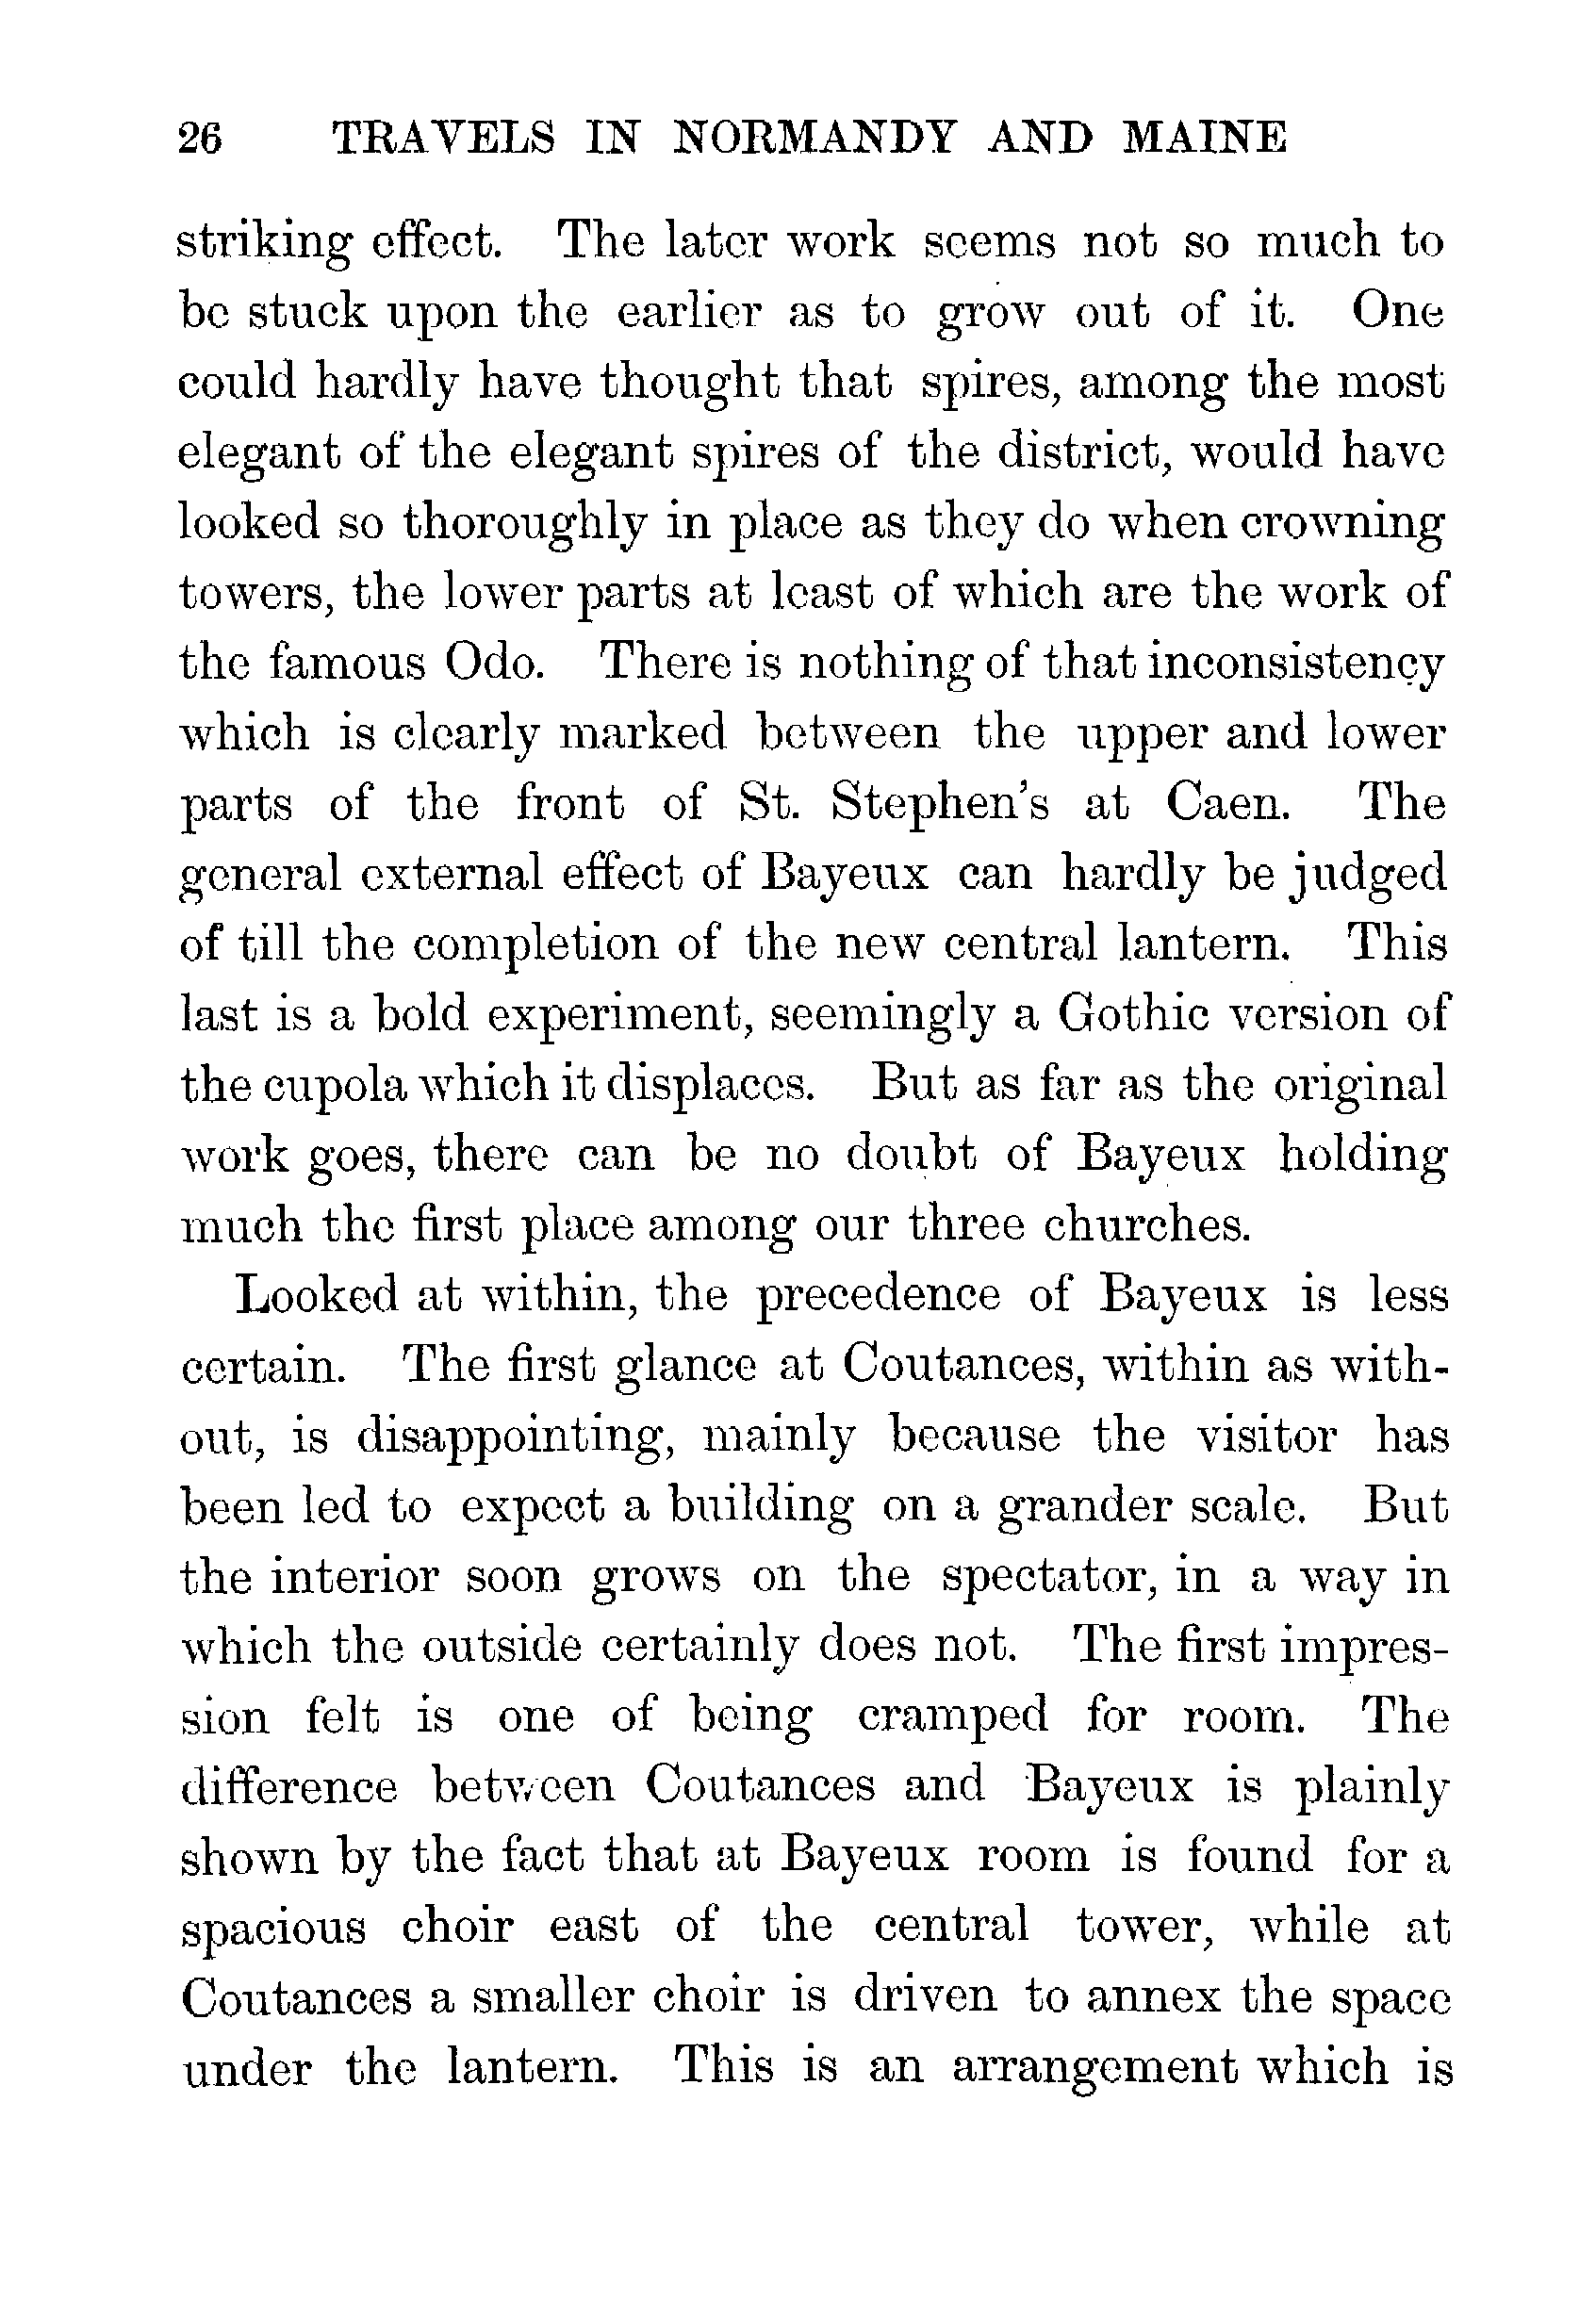 26 TRAVELS IN NORMANDY AND MAINE
striking effect. The later work seems not so much to
be stuck upon the earlier as to grow out of it. One
could hardly have thought that spires, among the most
elegant of the elegant spires of the district, would have
looked so thoroughly in place as they do when crowning
towers, the lower parts at least of which are the work of
the famous Odo. There is nothing of that inconsistency
which is clearly marked between the upper and lower
parts of the front of St. Stephen's at Caen. The
general external effect of Bayeux can hardly be judged
of till the completion of the new central lantern. This
last is a bold experiment, seemingly a Gothic version of
the cupola which it displaces. But as far as the original
work goes, there can be no doubt of Bayeux holding
much the first place among our three churches.
Looked at within, the precedence of Bayeux is less
certain. The first glance at Coutances, within as with-
out, is disappointing, mainly because the visitor has
been led to expect a building on a grander scale. But
the interior soon grows on the spectator, in a way in
which the outside certainly does not. The first impres-
sion felt is one of being cramped for room. The
difference between Coutances and Bayeux is plainly
shown by the fact that at Bayeux room is found for a
spacious choir east of the central tower, while at
Coutances a smaller choir is driven to annex the space
under the lantern. This is an arrangement which is